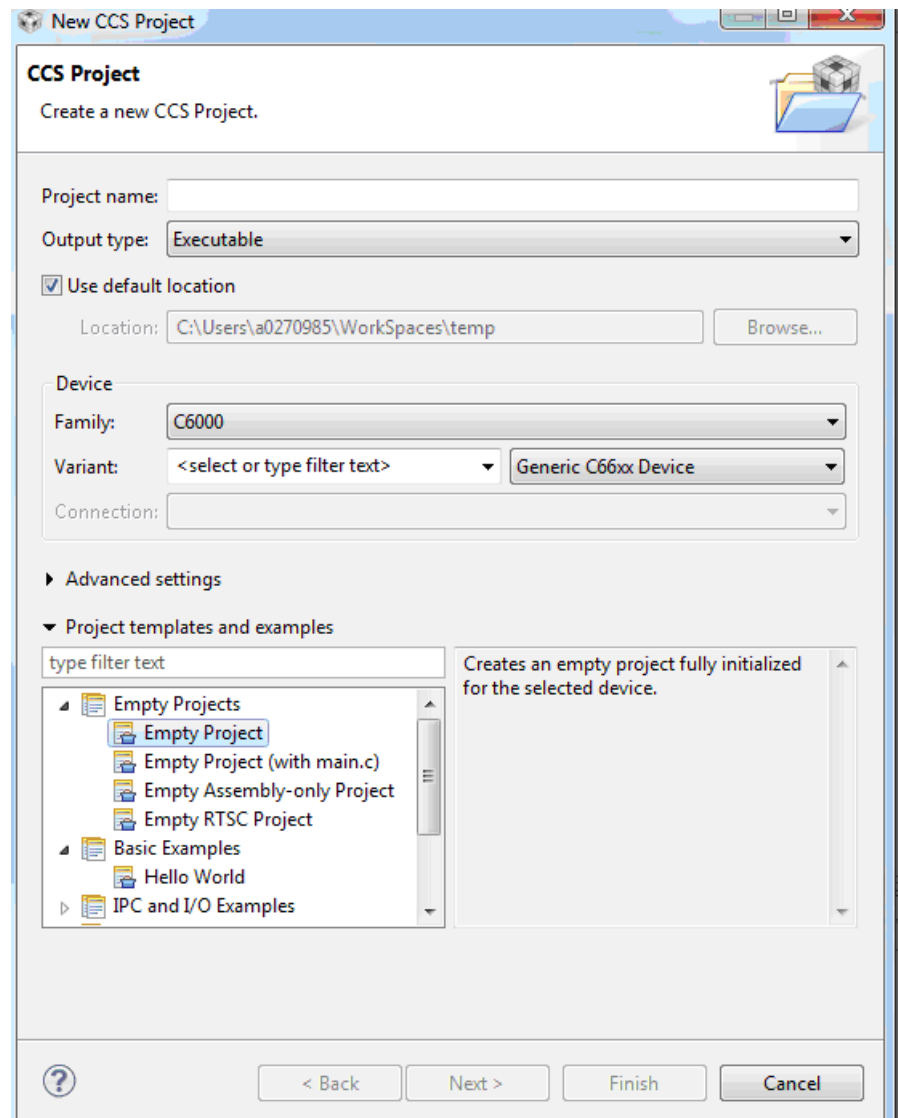 New CCS Project
CCS Project
Create a new CCS Project.
Project name:
Output type: Executable
Use default location
Location: C:\Users\a0270985\WorkSpaces\temp Browse...
Device
Family: C6000
Variant: <select or type filter text> Generic C66xx Device
Connection:
Advanced settings
Project templates and examples
type filter text
Empty Projects
Empty Project
Empty Project (with main.c)
Empty Assembly-only Project
Empty RTSC Project
Basic Examples
Hello World
IPC and I/O Examples
Creates an empty project fully initialized
for the selected device.
? < Back Next > Finish Cancel